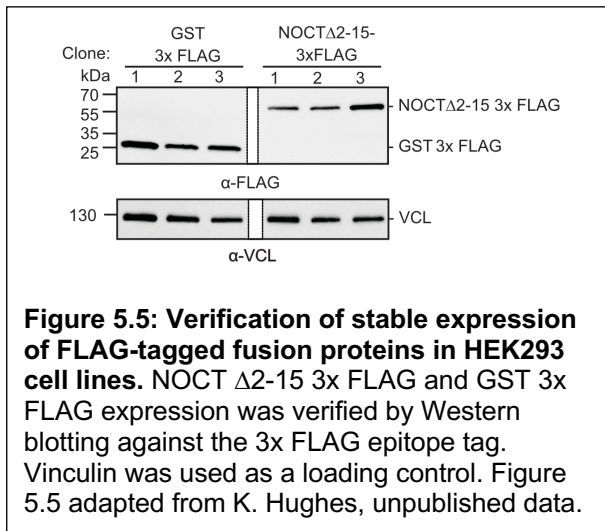 GST
3x FLAG
NOCTΔ2-15-
3xFLAG
Clone:
kDa
1 2 3
1 2 3
70
55
35
25
NOCTΔ2-15 3x FLAG
GST 3x FLAG
α-FLAG
130
VCL
α-VCL
Figure 5.5: Verification of stable expression
of FLAG-tagged fusion proteins in HEK293
cell lines. NOCT Δ2-15 3x FLAG and GST 3x
FLAG expression was verified by Western
blotting against the 3x FLAG epitope tag.
Vinculin was used as a loading control. Figure
5.5 adapted from K. Hughes, unpublished data.